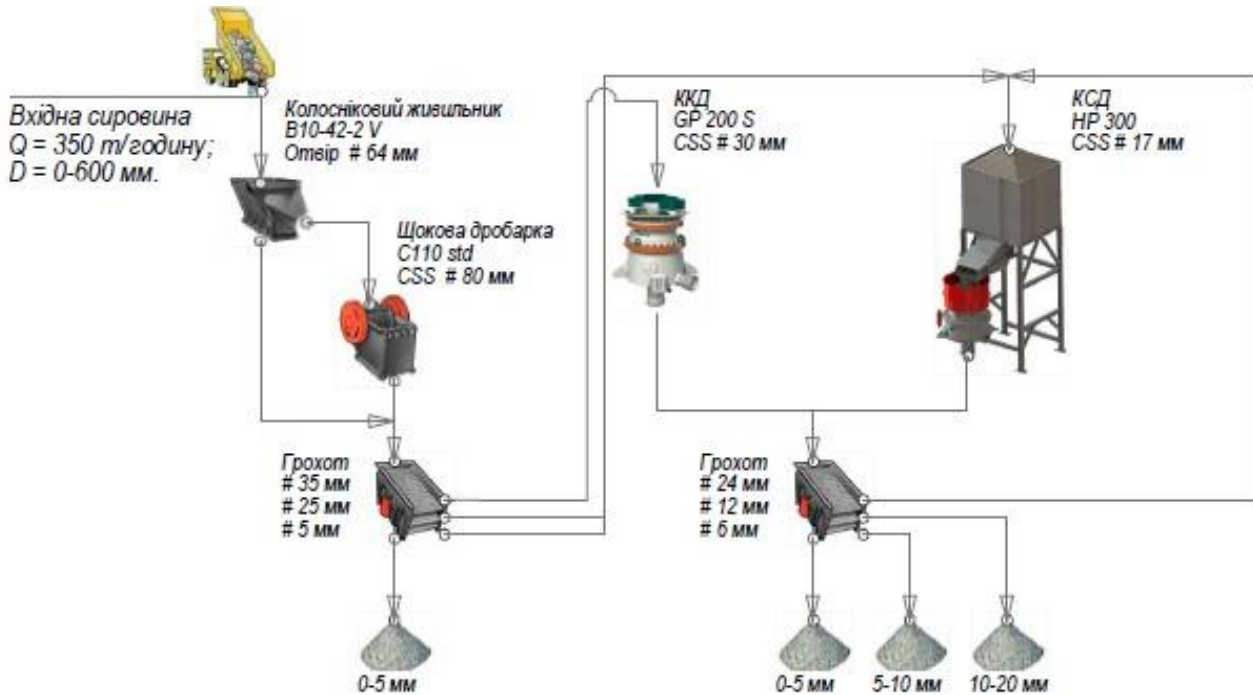 Вхідна сировина
Q = 350 т/годину;
D = 0-600 мм.
Колосніковий живильник
B10-42-2 V
Отвір # 64 мм
Щокова дробарка
C110 std
CSS # 80 мм
ККД
GP 200 S
CSS # 30 мм
КСД
HP 300
CSS # 17 мм
Грохот
# 35 мм
# 25 мм
# 5 мм
Грохот
# 24 мм
# 12 мм
# 6 мм
0-5 мм
0-5 мм
5-10 мм
10-20 мм